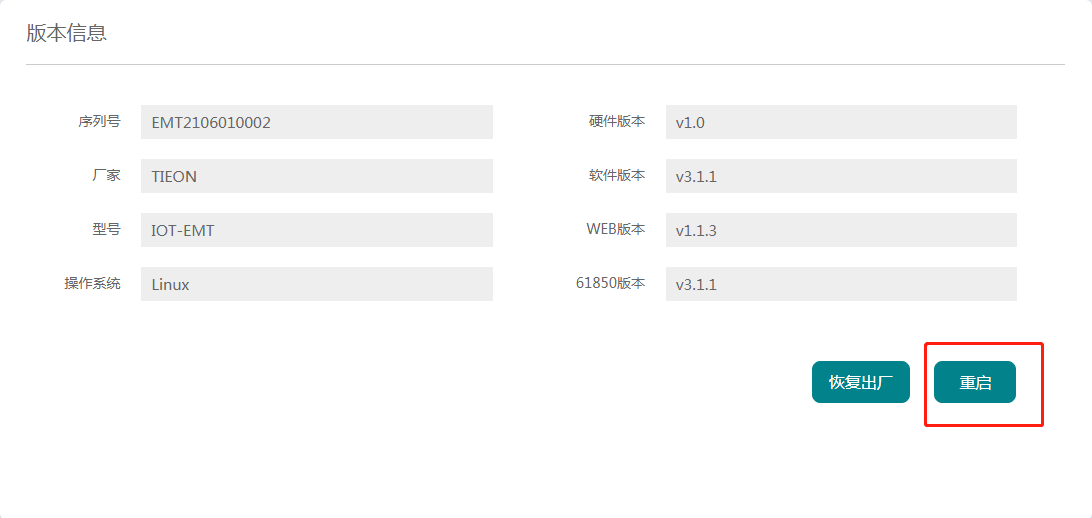 版本信息
序列号 EMT2106010002 硬件版本 v1.0
厂家 TIEON 软件版本 v3.1.1
型号 IOT-EMT WEB版本 v1.1.3
操作系统 Linux 61850版本 v3.1.1
恢复出厂 重启